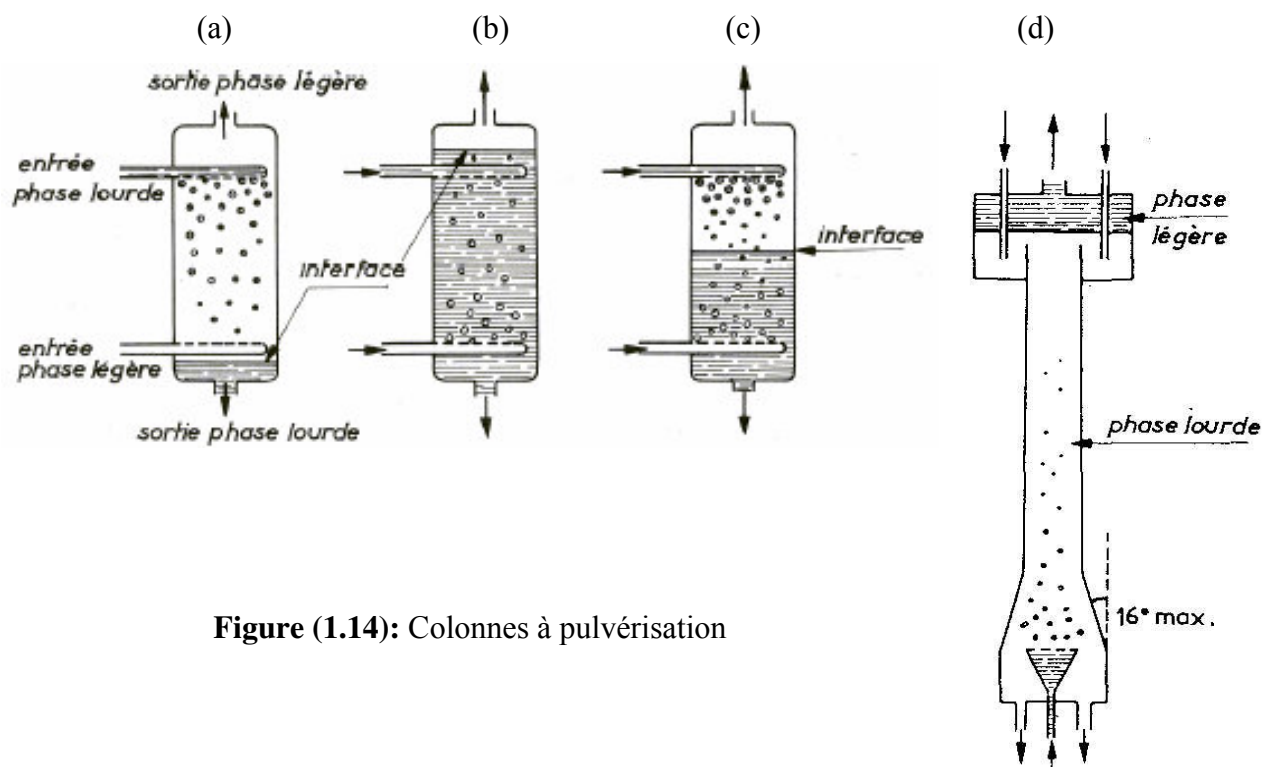 (a) (b) (c) (d)
sortie phase légère
entrée
phase lourde
interface
entrée
phase légère
sortie phase lourde
interface
phase
légère
phase lourde
16° max.
Figure (1.14): Colonnes à pulvérisation